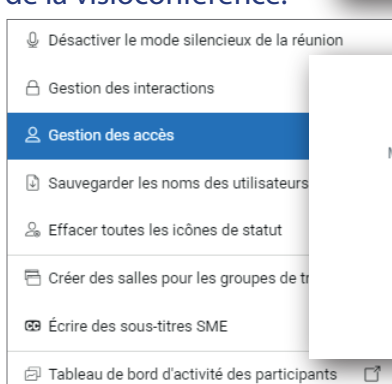 de la visioconférence.
Désactiver le mode silencieux de la réunion
Gestion des interactions
Gestion des accès
Sauvegarder les noms des utilisateurs
Effacer toutes les icônes de statut
Créer des salles pour les groupes de
Écrire des sous-titres SME
Tableau de bord d'activité des participants